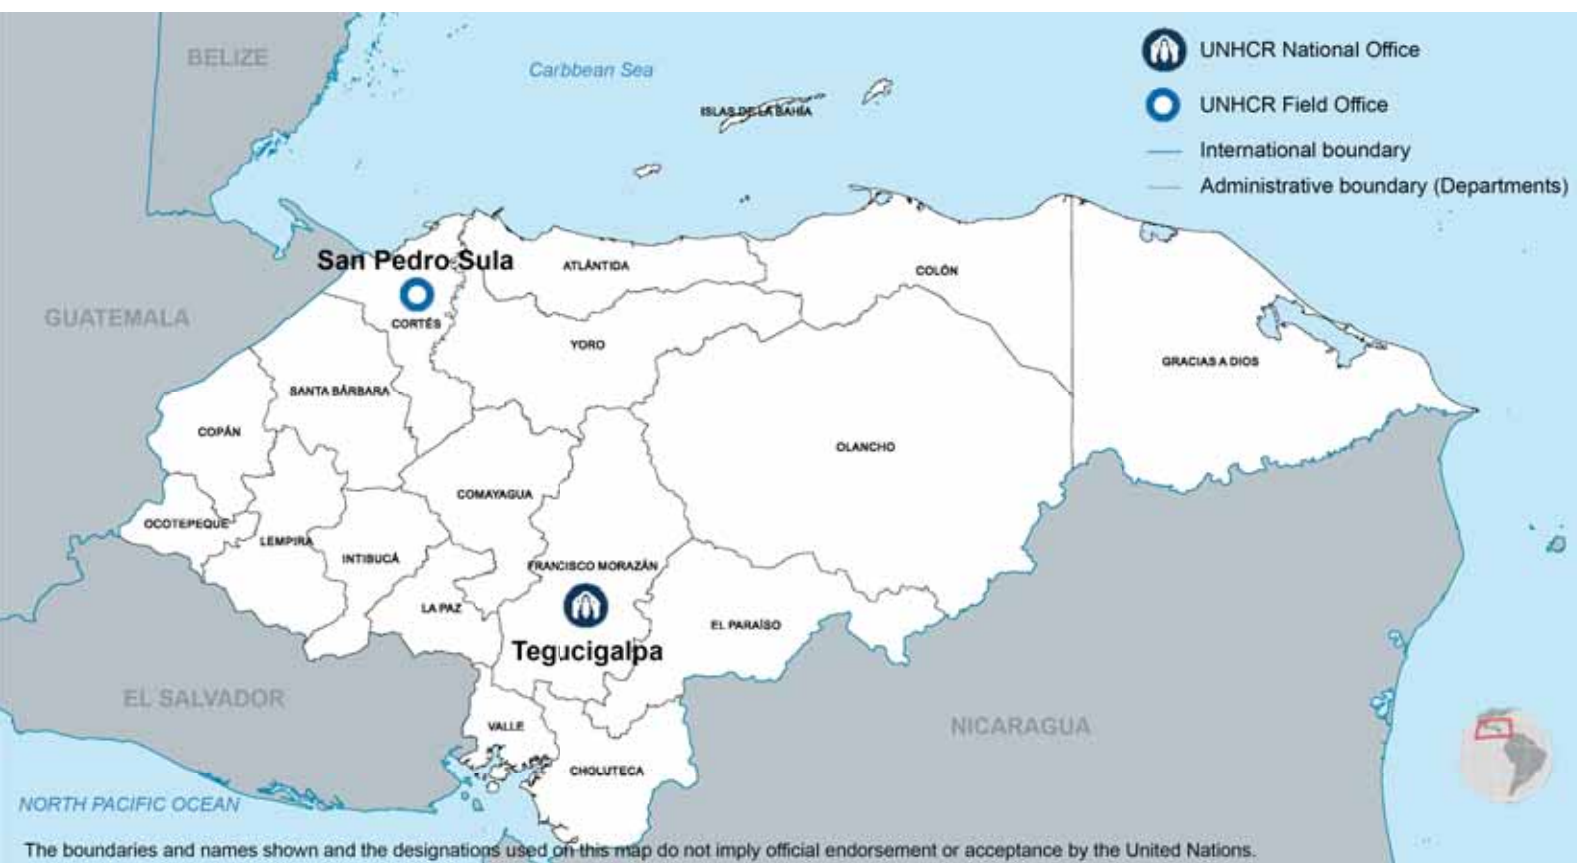 BELIZE
Carbbean Sea
ISLAS DE LA BAHÍA
UNHCR National Office
UNHCR Field Office
International boundary
Administrative boundary (Departments)
San Pedro Sula
ATLÁNTIDA
COLÓN
GUATEMALA
CORTÉS
YORO
GRACIAS A DIOS
SANTA BÁRBARA
COPÁN
OLANCHO
COMAYAGUA
OCOTEPEQUE
LEMPIRA
INTIBUCÁ
FRANCISCO MORAZÁN
LA PAZ
EL PARAÍSO
Tegucigalpa
EL SALVADOR
VALLE
NICARAGUA
CHOLUTECA
NORTH PACIFIC OCEAN
The boundaries and names shown and the designations used on this map do not imply official endorsement or acceptance by the United Nations.